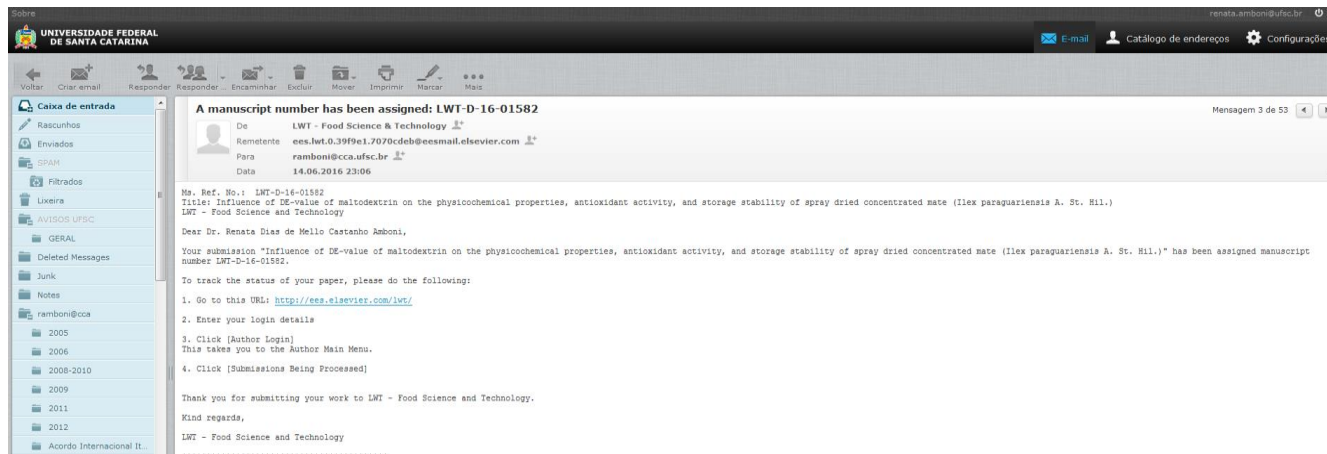 Sobre
renata.amboni@ufsc.br
UNIVERSIDADE FEDERAL
DE SANTA CATARINA
E-mail
Catálogo de endereços
Configurações
Voltar
Criar email
Responder
Responder...
Encaminhar
Excluir
Mover
Imprimir
Marcar
Mais
Caixa de entrada
Rascunhos
Enviados
SPAM
Filtrados
Lixeira
AVISOS UFSC
GERAL
Deleted Messages
Junk
Notes
ramboni@cca
2005
2006
2008-2010
2009
2011
2012
Acordo Internacional It...
A manuscript number has been assigned: LWT-D-16-01582
Mensagem 3 de 53
De LWT - Food Science & Technology
Remetente ees.lwt.0.39f9e1.7070cdeb@eesmail.elsevier.com
Para ramboni@cca.ufsc.br
Data 14.06.2016 23:06
Ms. Ref. No.: LWT-D-16-01582
Title: Influence of DE-value of maltodextrin on the physicochemical properties, antioxidant activity, and storage stability of spray dried concentrated mate (Ilex paraguariensis A. St. Hil.)
LWT - Food Science and Technology
Dear Dr. Renata Dias de Mello Castanho Amboni,
Your submission "Influence of DE-value of maltodextrin on the physicochemical properties, antioxidant activity, and storage stability of spray dried concentrated mate (Ilex paraguariensis A. St. Hil.)" has been assigned manuscript
number LWT-D-16-01582.
To track the status of your paper, please do the following:
1. Go to this URL: http://ees.elsevier.com/lwt/
2. Enter your login details
3. Click [Author Login]
This takes you to the Author Main Menu.
4. Click [Submissions Being Processed]
Thank you for submitting your work to LWT - Food Science and Technology.
Kind regards,
LWT - Food Science and Technology